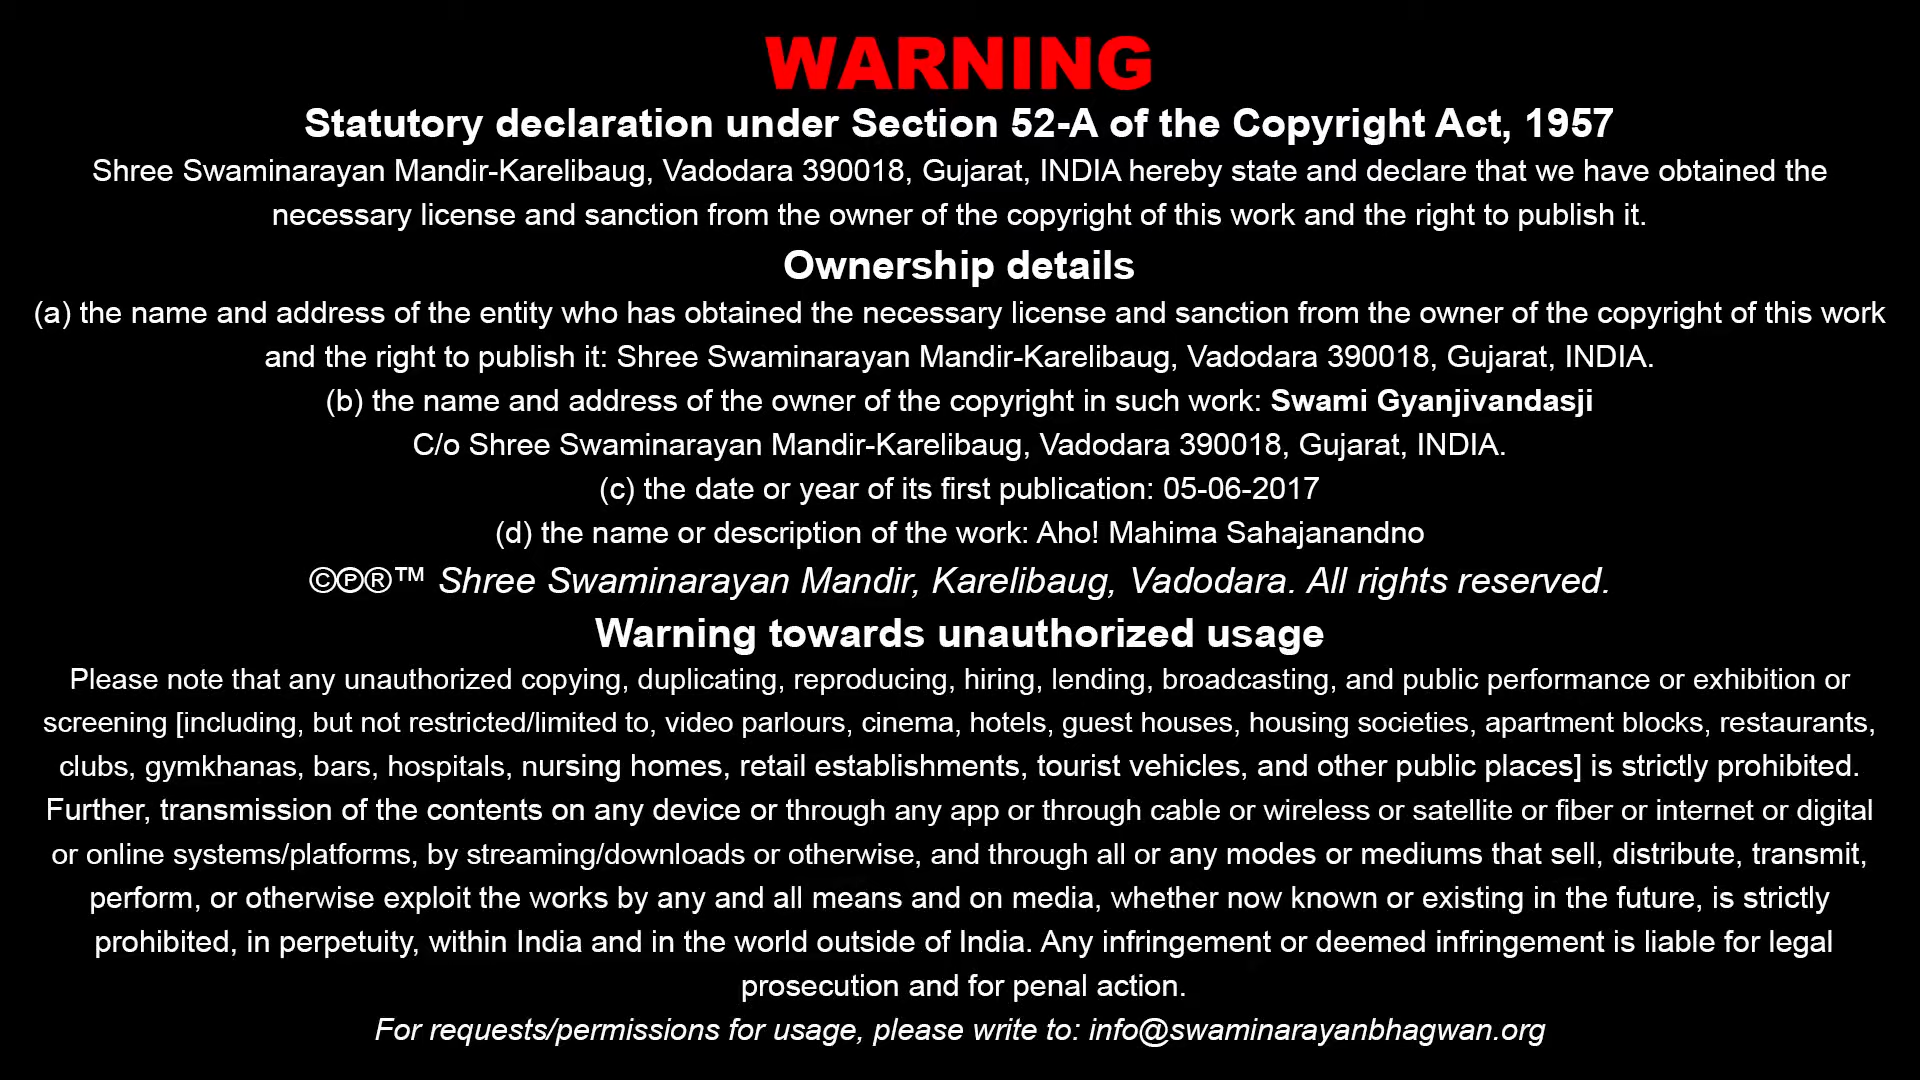 WARNING
Statutory declaration under Section 52-A of the Copyright Act, 1957
Shree Swaminarayan Mandir-Karelibaug, Vadodara 390018, Gujarat, INDIA hereby state and declare that we have obtained the
necessary license and sanction from the owner of the copyright of this work and the right to publish it.
Ownership details
(a) the name and address of the entity who has obtained the necessary license and sanction from the owner of the copyright of this work
and the right to publish it: Shree Swaminarayan Mandir-Karelibaug, Vadodara 390018, Gujarat, INDIA.
(b) the name and address of the owner of the copyright in such work: Swami Gyanjivandasji
C/o Shree Swaminarayan Mandir-Karelibaug, Vadodara 390018, Gujarat, INDIA.
(c) the date or year of its first publication: 05-06-2017
(d) the name or description of the work: Aho! Mahima Sahajanandno
©℗®™ Shree Swaminarayan Mandir, Karelibaug, Vadodara. All rights reserved.
Warning towards unauthorized usage
Please note that any unauthorized copying, duplicating, reproducing, hiring, lending, broadcasting, and public performance or exhibition or
screening [including, but not restricted/limited to, video parlours, cinema, hotels, guest houses, housing societies, apartment blocks, restaurants,
clubs, gymkhanas, bars, hospitals, nursing homes, retail establishments, tourist vehicles, and other public places] is strictly prohibited.
Further, transmission of the contents on any device or through any app or through cable or wireless or satellite or fiber or internet or digital
or online systems/platforms, by streaming/downloads or otherwise, and through all or any modes or mediums that sell, distribute, transmit,
perform, or otherwise exploit the works by any and all means and on media, whether now known or existing in the future, is strictly
prohibited, in perpetuity, within India and in the world outside of India. Any infringement or deemed infringement is liable for legal
prosecution and for penal action.
For requests/permissions for usage, please write to: info@swaminarayanbhagwan.org